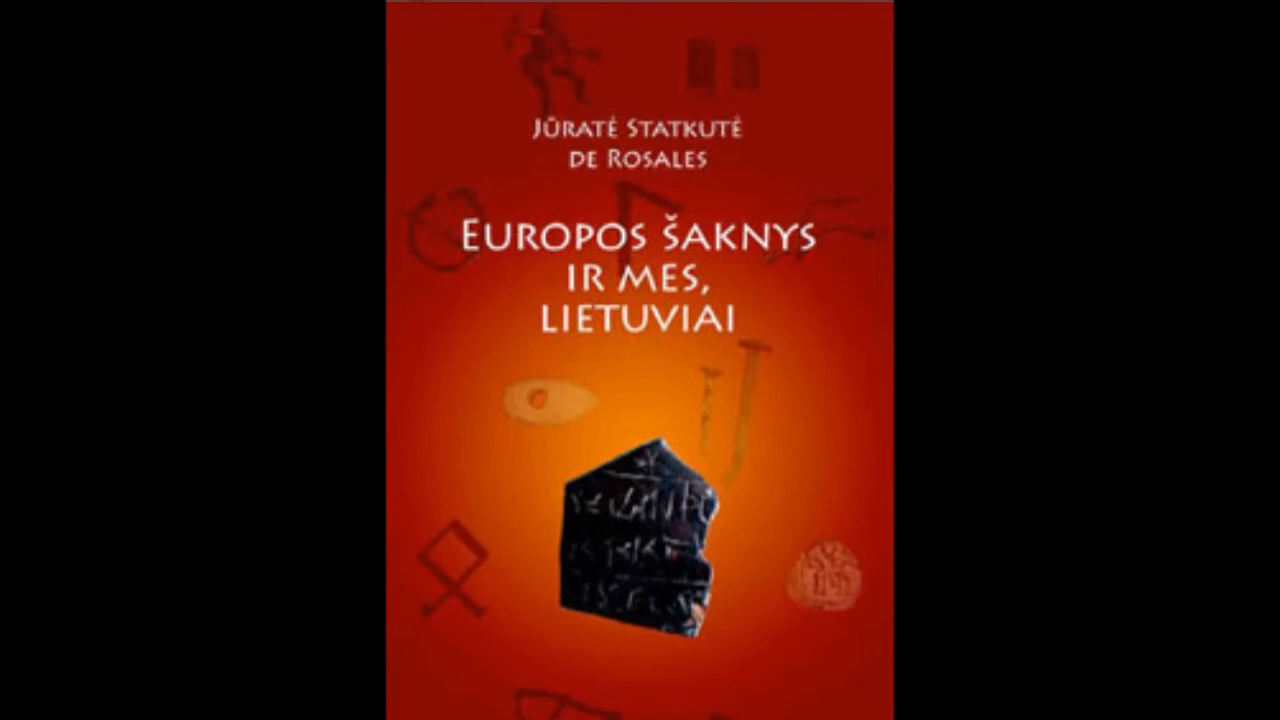 Jūratė Statkutė
de Rosales
Europos šaknys
ir mes,
lietuviai